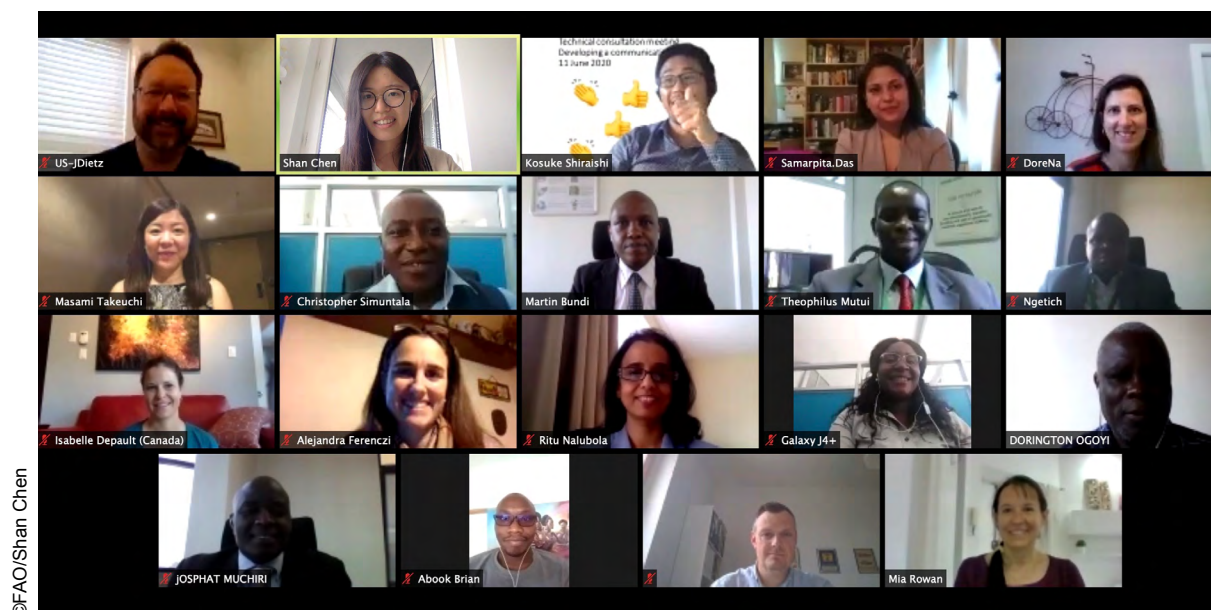 Technical consultation meeting
Developing a communicati
11 June 2020
US-JDietz
Shan Chen
Kosuke Shiraishi
Samarpita.Das
DoreNa
Masami Takeuchi
Christopher Simuntala
Martin Bundi
Theophilus Mutui
Ngetich
Isabelle Depault (Canada)
Alejandra Ferenczi
Ritu Nalubola
Galaxy J4+
DORINGTON OGOYI
jOSPHAT MUCHIRI
Abook Brian
Mia Rowan
©FAO/Shan Chen